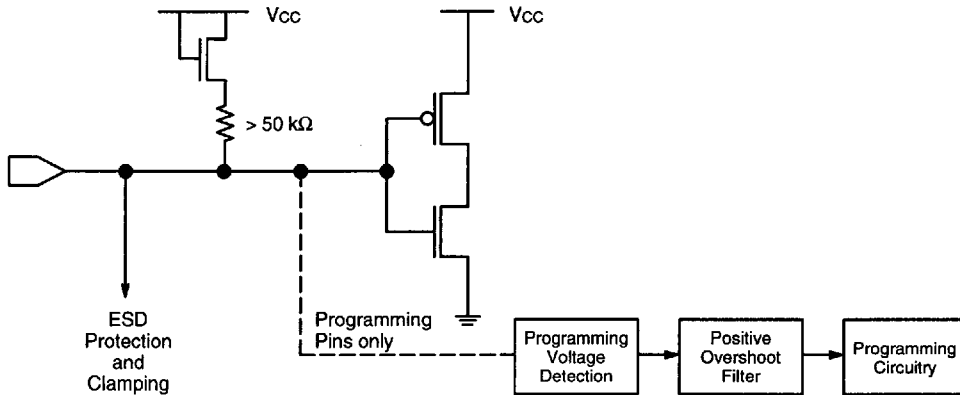 VCC
VCC
> 50 kΩ
ESD
Protection
and
Clamping
Programming
Pins only
Programming
Voltage
Detection
Positive
Overshoot
Filter
Programming
Circuitry